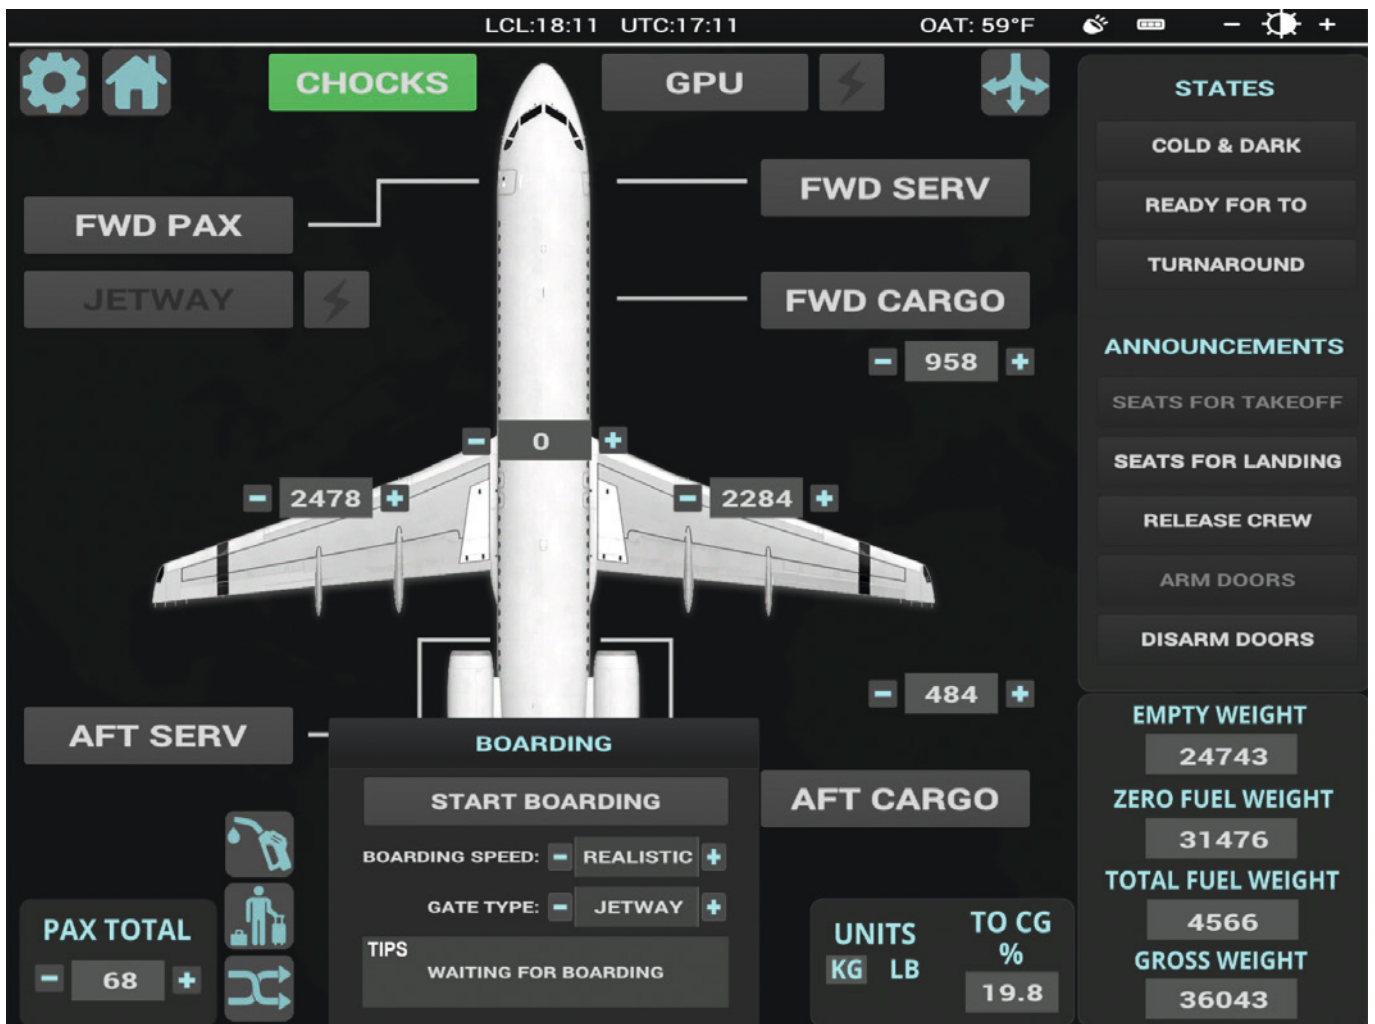 LCL:18:11 UTC:17:11 OAT: 59°F
CHOCKS
GPU
FWD PAX
JETWAY
FWD SERV
FWD CARGO
- 958 +
- 0 +
- 2478 +
- 2284 +
- 484 +
AFT SERV
AFT CARGO
BOARDING
START BOARDING
BOARDING SPEED: - REALISTIC +
GATE TYPE: - JETWAY +
TIPS
WAITING FOR BOARDING
PAX TOTAL
- 68 +
UNITS
KG LB
TO CG
%
19.8
STATES
COLD & DARK
READY FOR TO
TURNAROUND
ANNOUNCEMENTS
SEATS FOR TAKEOFF
SEATS FOR LANDING
RELEASE CREW
ARM DOORS
DISARM DOORS
EMPTY WEIGHT
24743
ZERO FUEL WEIGHT
31476
TOTAL FUEL WEIGHT
4566
GROSS WEIGHT
36043